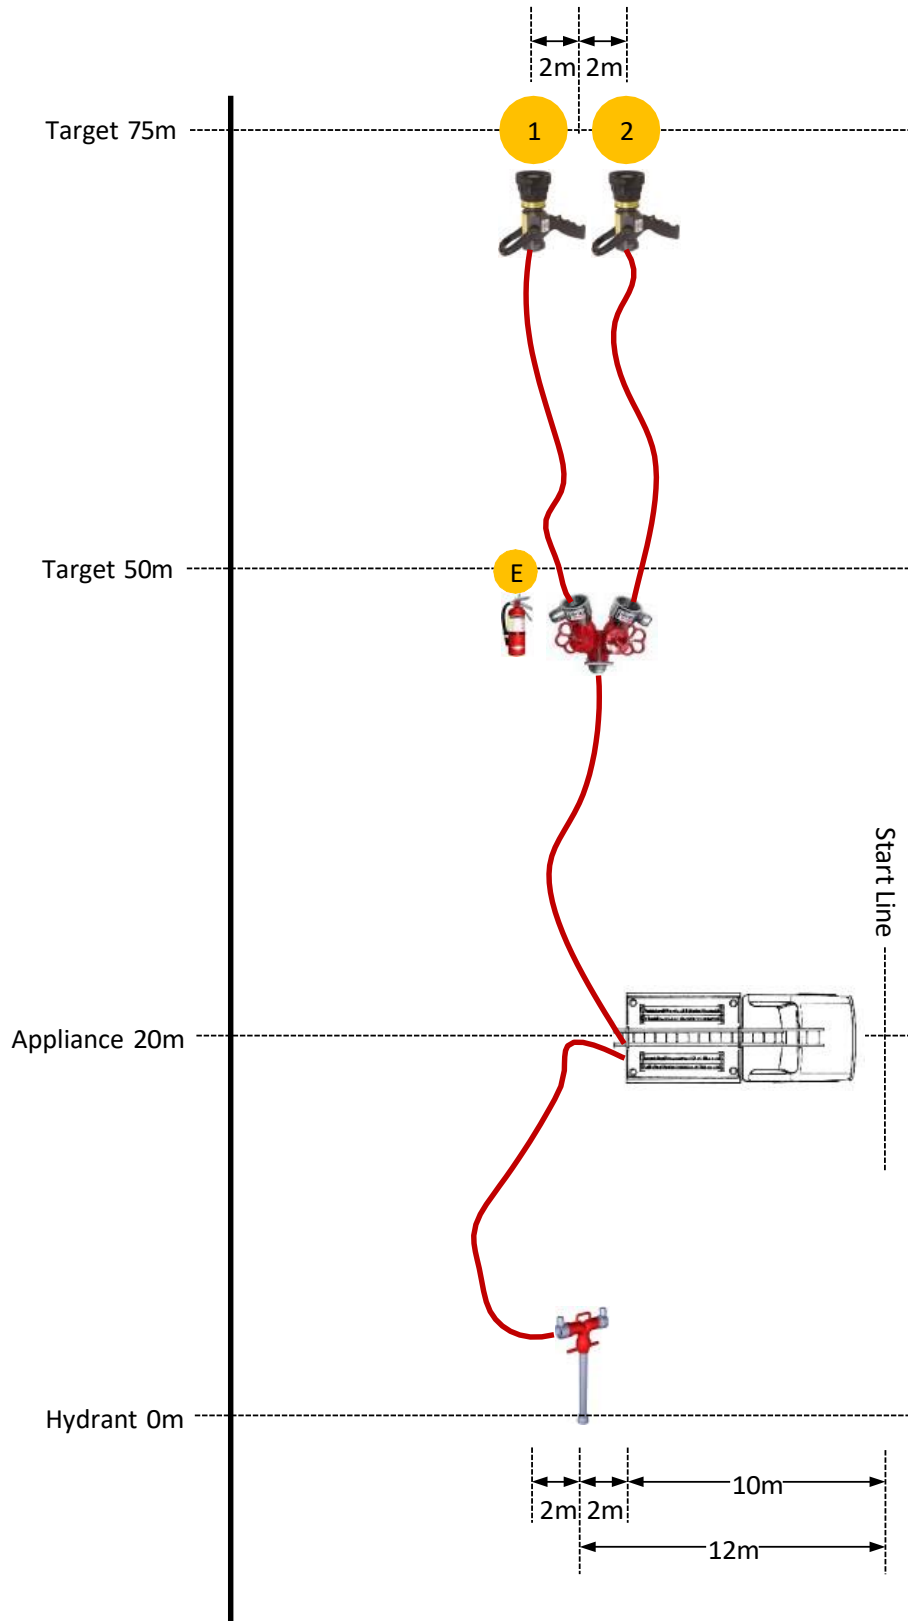 2m 2m
Target 75m
1 2
Target 50m
E
Start Line
Appliance 20m
Hydrant 0m
10m
2m 2m
12m